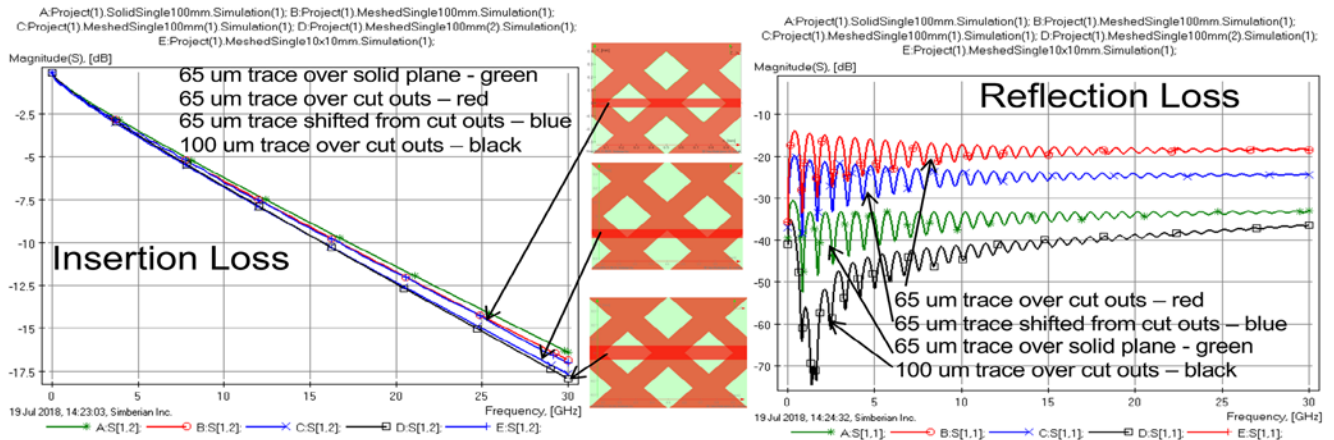 A:Project(1).SolidSingle100mm.Simulation(1); B:Project(1).MeshedSingle100mm.Simulation(1);
C:Project(1).MeshedSingle100mm(1).Simulation(1); D:Project(1).MeshedSingle100mm(2).Simulation(1);
E:Project(1).MeshedSingle10x10mm.Simulation(1);
Magnitude(S), [dB]
65 um trace over solid plane - green
65 um trace over cut outs – red
65 um trace shifted from cut outs – blue
100 um trace over cut outs – black
-2.5
-5
-7.5
-10
-12.5
-15
-17.5
Insertion Loss
0 5 10 15 20 25 30
19 Jul 2018, 14:23:03, Simberian Inc.
Frequency, [GHz]
A:S[1,2]; B:S[1,2]; C:S[1,2]; D:S[1,2]; E:S[1,2];
A:Project(1).SolidSingle100mm.Simulation(1); B:Project(1).MeshedSingle100mm.Simulation(1);
C:Project(1).MeshedSingle100mm(1).Simulation(1); D:Project(1).MeshedSingle100mm(2).Simulation(1);
E:Project(1).MeshedSingle10x10mm.Simulation(1);
Magnitude(S), [dB]
Reflection Loss
-10
-20
-30
-40
-50
-60
-70
65 um trace over cut outs – red
65 um trace shifted from cut outs – blue
65 um trace over solid plane - green
100 um trace over cut outs – black
0 5 10 15 20 25 30
19 Jul 2018, 14:24:32, Simberian Inc.
Frequency, [GHz]
A:S[1,1]; B:S[1,1]; C:S[1,1]; D:S[1,1]; E:S[1,1];